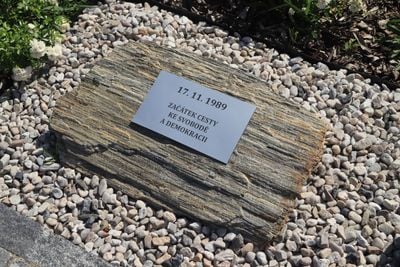 17. 11. 1989
ZAČÁTEK CESTY
KE SVOBODĚ
A DEMOKRACII